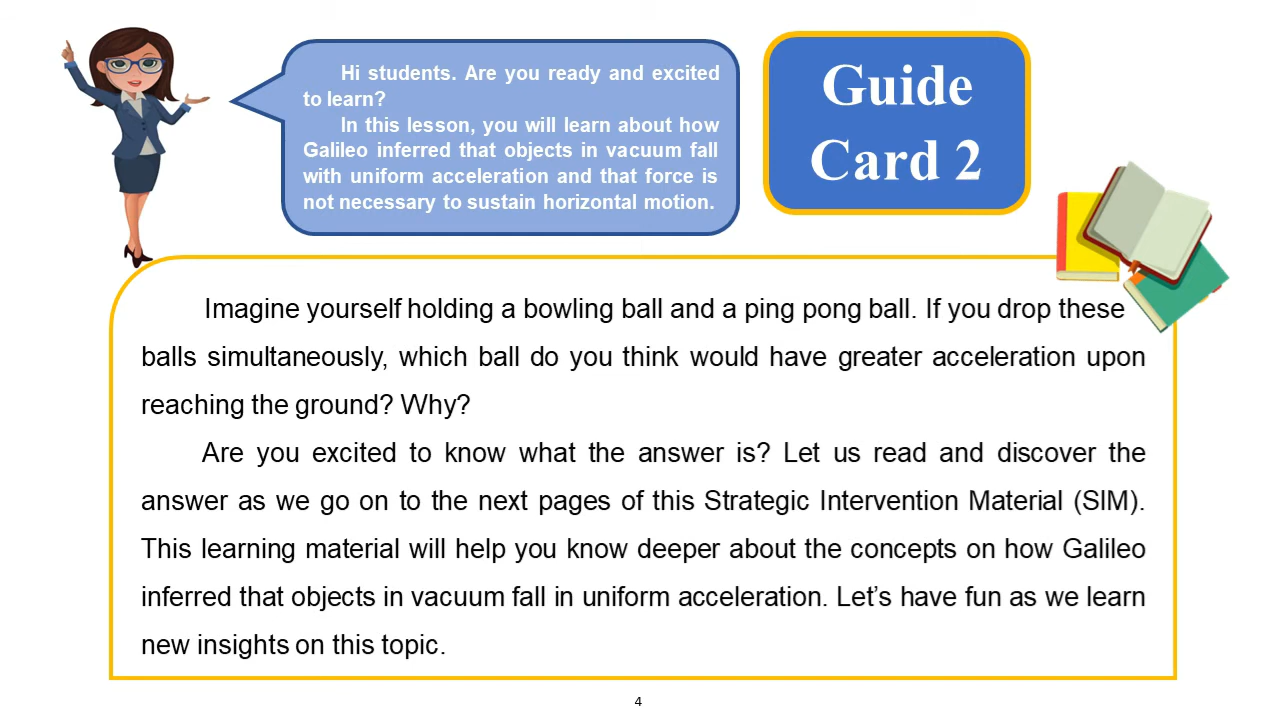 Hi students. Are you ready and excited
to learn?
In this lesson, you will learn about how
Galileo inferred that objects in vacuum fall
with uniform acceleration and that force is
not necessary to sustain horizontal motion.
Guide
Card 2
Imagine yourself holding a bowling ball and a ping pong ball. If you drop these
balls simultaneously, which ball do you think would have greater acceleration upon
reaching the ground? Why?
Are you excited to know what the answer is? Let us read and discover the
answer as we go on to the next pages of this Strategic Intervention Material (SIM).
This learning material will help you know deeper about the concepts on how Galileo
inferred that objects in vacuum fall in uniform acceleration. Let’s have fun as we learn
new insights on this topic.
4